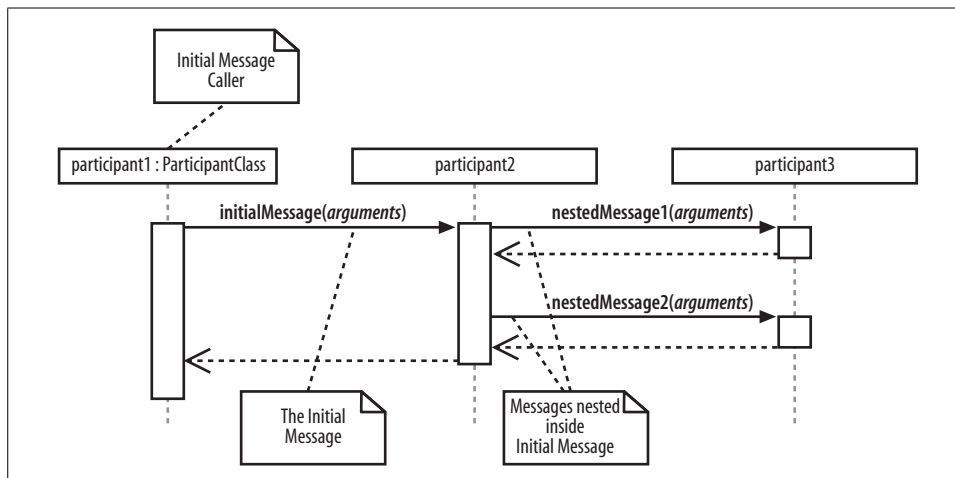 Initial Message
Caller
participant1 : ParticipantClass
participant2
participant3
initialMessage(arguments)
nestedMessage1(arguments)
nestedMessage2(arguments)
The Initial
Message
Messages nested
inside
Initial Message